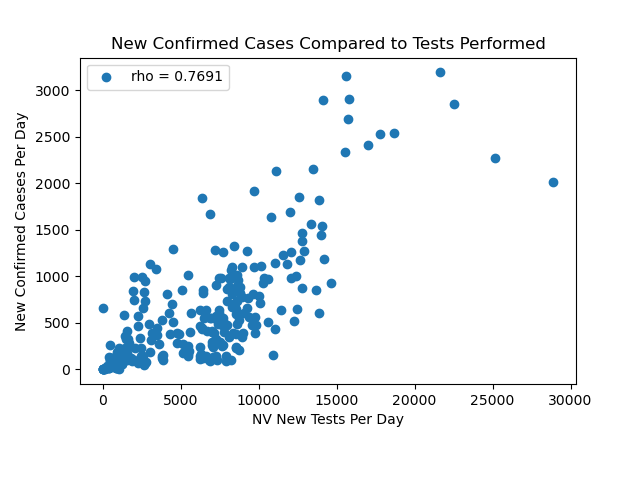 New Confirmed Cases Compared to Tests Performed
rho = 0.7691
New Confirmed Caeses Per Day
3000
2500
2000
1500
1000
500
0
0 5000 10000 15000 20000 25000 30000
NV New Tests Per Day